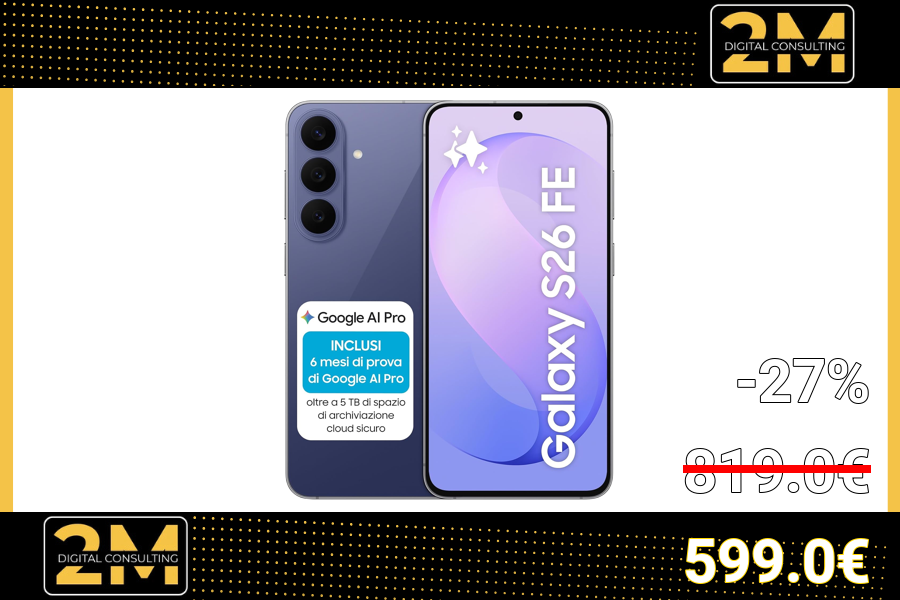 2M
DIGITAL CONSULTING
Galaxy S26 FE
Google AI Pro
INCLUSI
6 mesi di prova
di Google AI Pro
oltre a 5 TB di spazio
di archiviazione
cloud sicuro
-27%
819.0€
2M
DIGITAL CONSULTING
599.0€